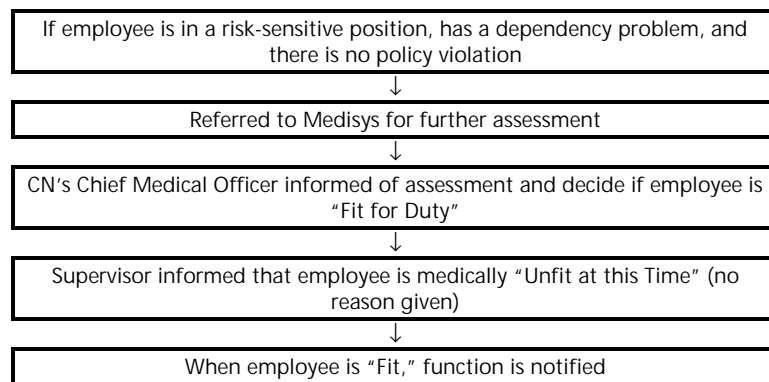 If employee is in a risk-sensitive position, has a dependency problem, and
there is no policy violation
↓
Referred to Medisys for further assessment
↓
CN's Chief Medical Officer informed of assessment and decide if employee is
“Fit for Duty”
↓
Supervisor informed that employee is medically “Unfit at this Time” (no
reason given)
↓
When employee is “Fit,” function is notified